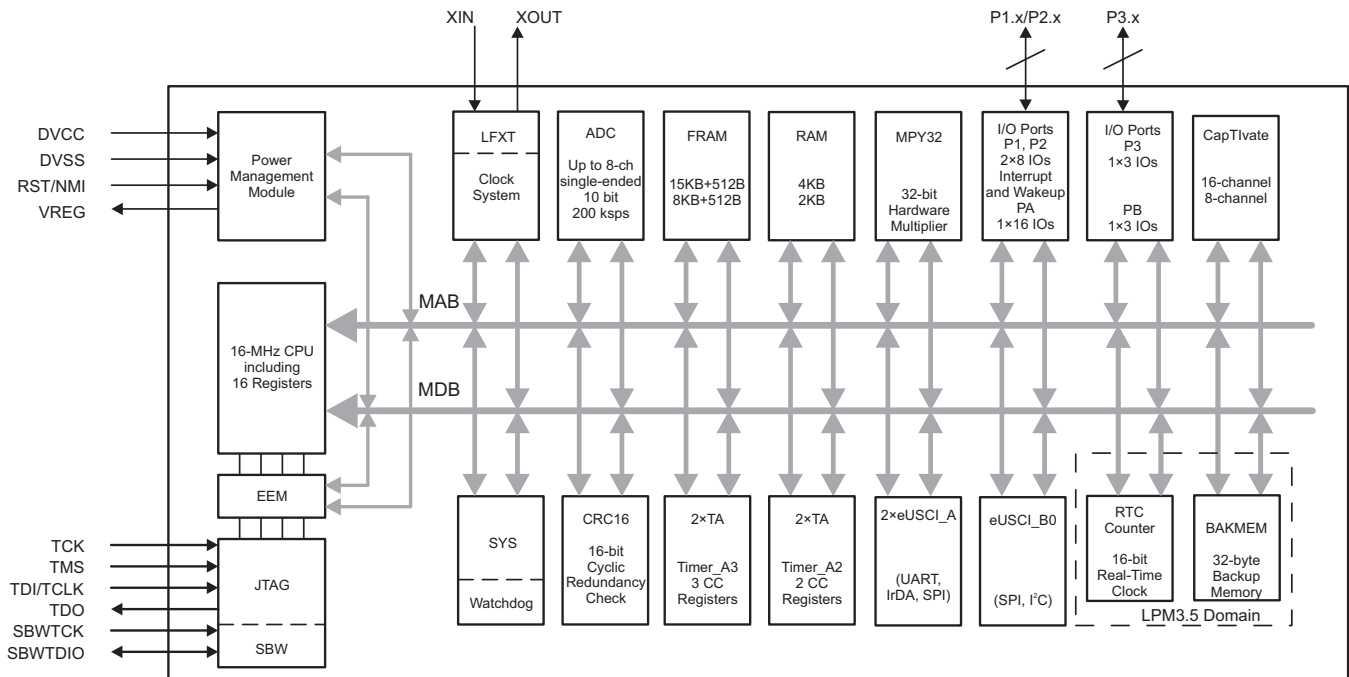 XIN
XOUT
P1.x/P2.x
P3.x
DVCC
DVSS
RST/NMI
VREG
Power
Management
Module
LFXT
Clock
System
ADC
Up to 8-ch
single-ended
10 bit
200 ksps
FRAM
15KB+512B
8KB+512B
RAM
4KB
2KB
MPY32
32-bit
Hardware
Multiplier
I/O Ports
P1, P2
2×8 IOs
Interrupt
and Wakeup
PA
1×16 IOs
I/O Ports
P3
1×3 IOs
PB
1×3 IOs
CapTIvate
16-channel
8-channel
MAB
16-MHz CPU
including
16 Registers
MDB
EEM
TCK
TMS
TDI/TCLK
TDO
SBWTCK
SBWTDIO
JTAG
SBW
SYS
Watchdog
CRC16
16-bit
Cyclic
Redundancy
Check
2×TA
Timer_A3
3 CC
Registers
2×TA
Timer_A2
2 CC
Registers
2×eUSCI_A
(UART,
IrDA, SPI)
eUSCI_B0
(SPI, I²C)
RTC
Counter
16-bit
Real-Time
Clock
BAKMEM
32-byte
Backup
Memory
LPM3.5 Domain